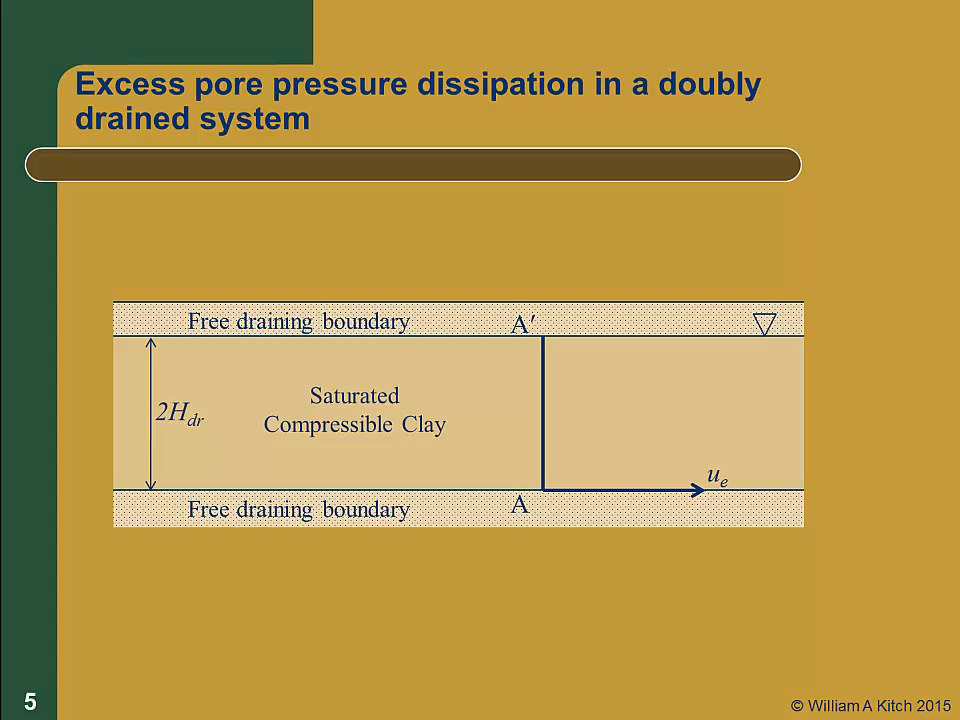 Excess pore pressure dissipation in a doubly
drained system
Free draining boundary
A′
Saturated
Compressible Clay
2Hdr
ue
Free draining boundary
A
5
© William A Kitch 2015